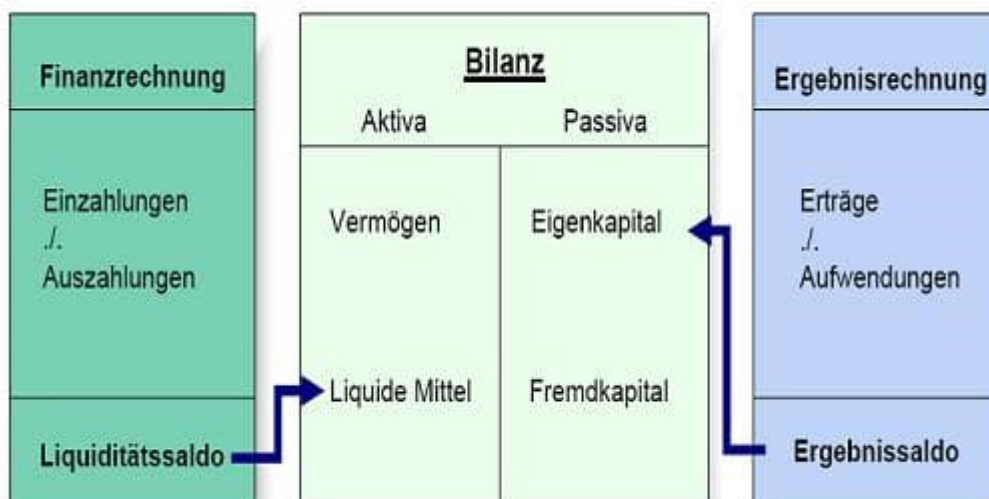 Finanzrechnung
Einzahlungen
./.
Auszahlungen
Liquiditätssaldo
Bilanz
Aktiva Passiva
Vermögen Eigenkapital
Liquide Mittel Fremdkapital
Ergebnisrechnung
Erträge
./.
Aufwendungen
Ergebnissaldo